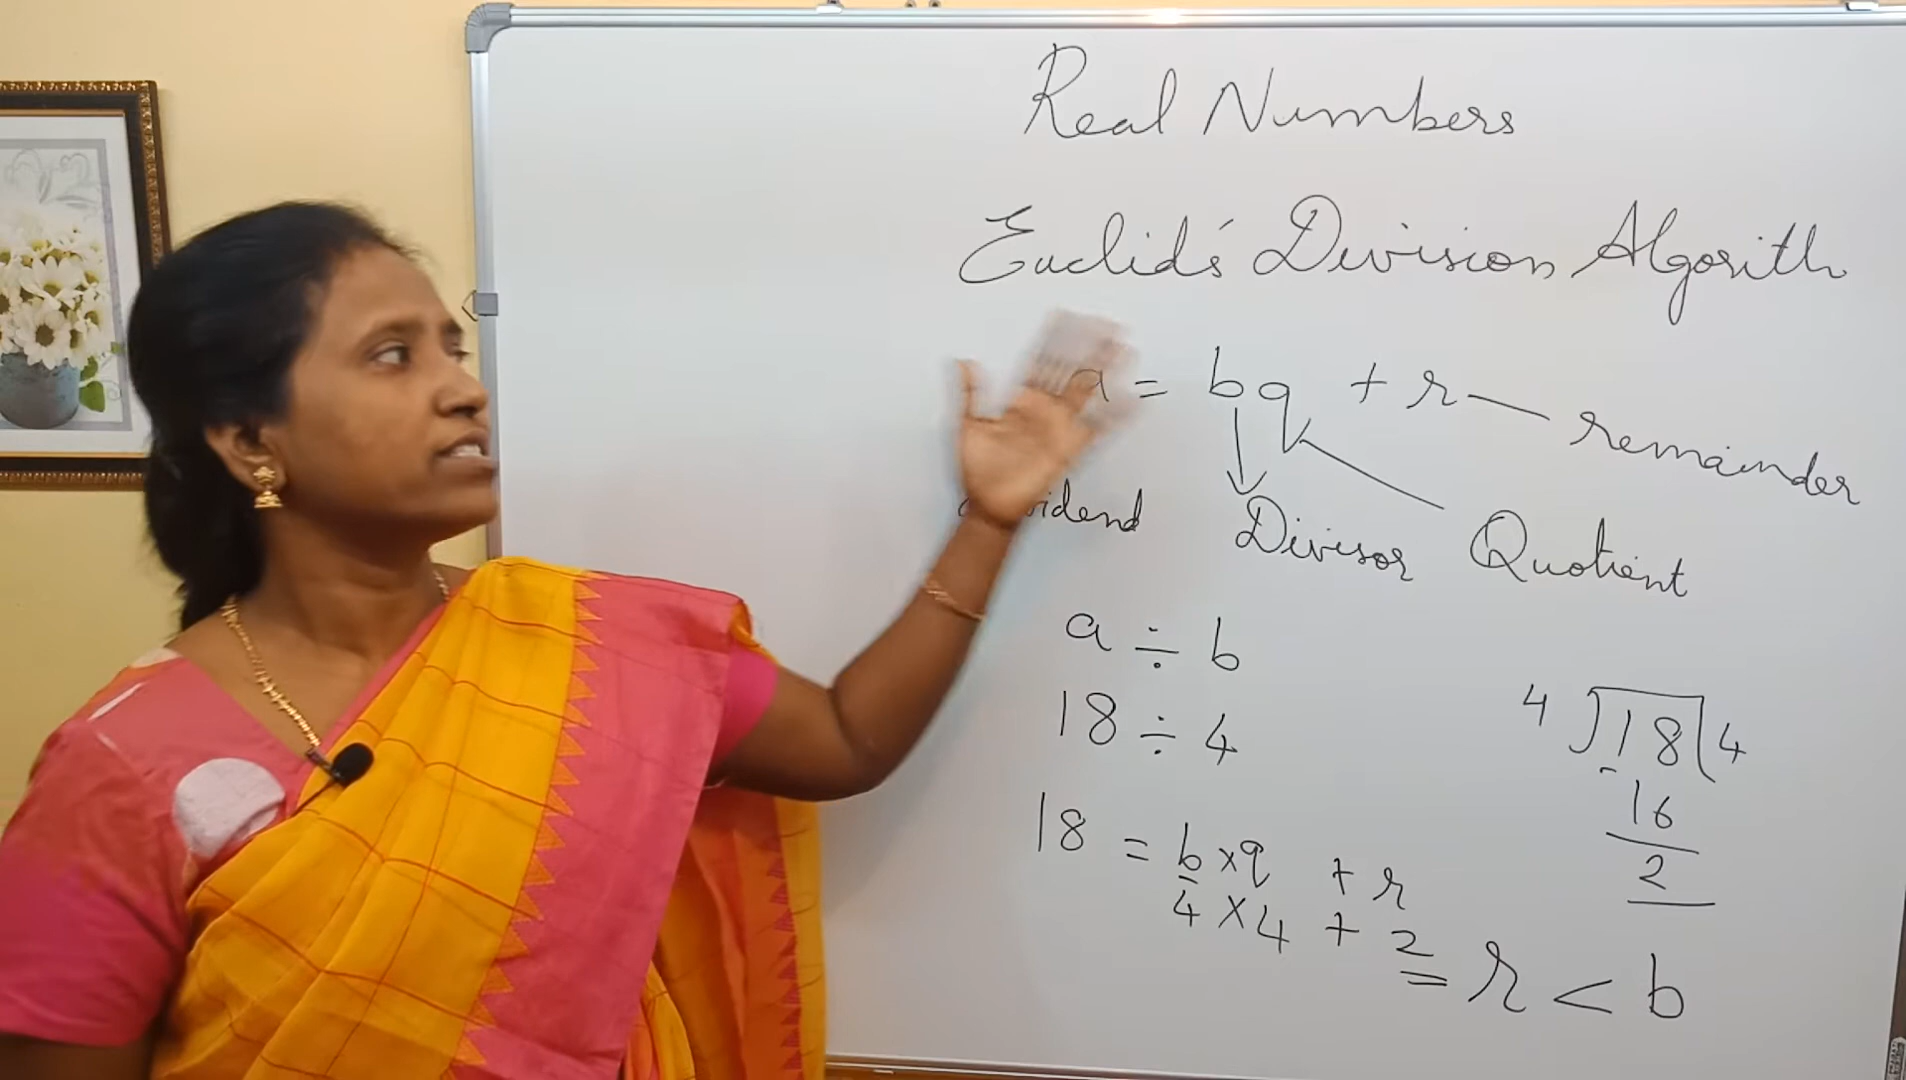 Real Numbers
Euclid's Division Algorith
a = bq + r — remainder
Divisor Quotient
a ÷ b
18 ÷ 4
4 ) 18 ( 4
16
2
18 = b × q + r
4 × 4 + 2
r < b